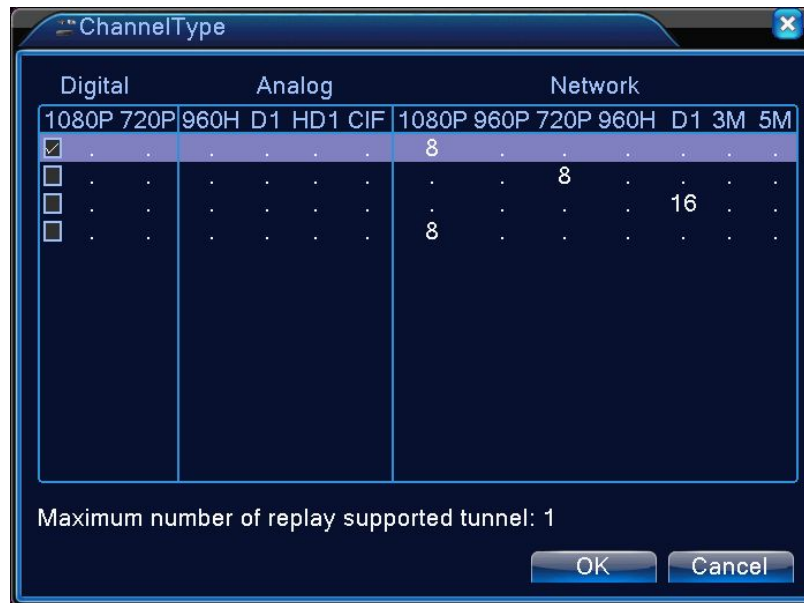 ChannelType
Digital Analog Network
1080P 720P 960H D1 HD1 CIF 1080P 960P 720P 960H D1 3M 5M
. . . . . . 8 . . . . . .
. . . . . . . . 8 . . . .
. . . . . . . . . . 16 . .
. . . . . . 8 . . . . . .
Maximum number of replay supported tunnel: 1
OK Cancel